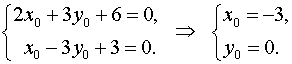 2x₀ + 3y₀ + 6 = 0, ⇒ x₀ = −3,
x₀ − 3y₀ + 3 = 0. y₀ = 0.